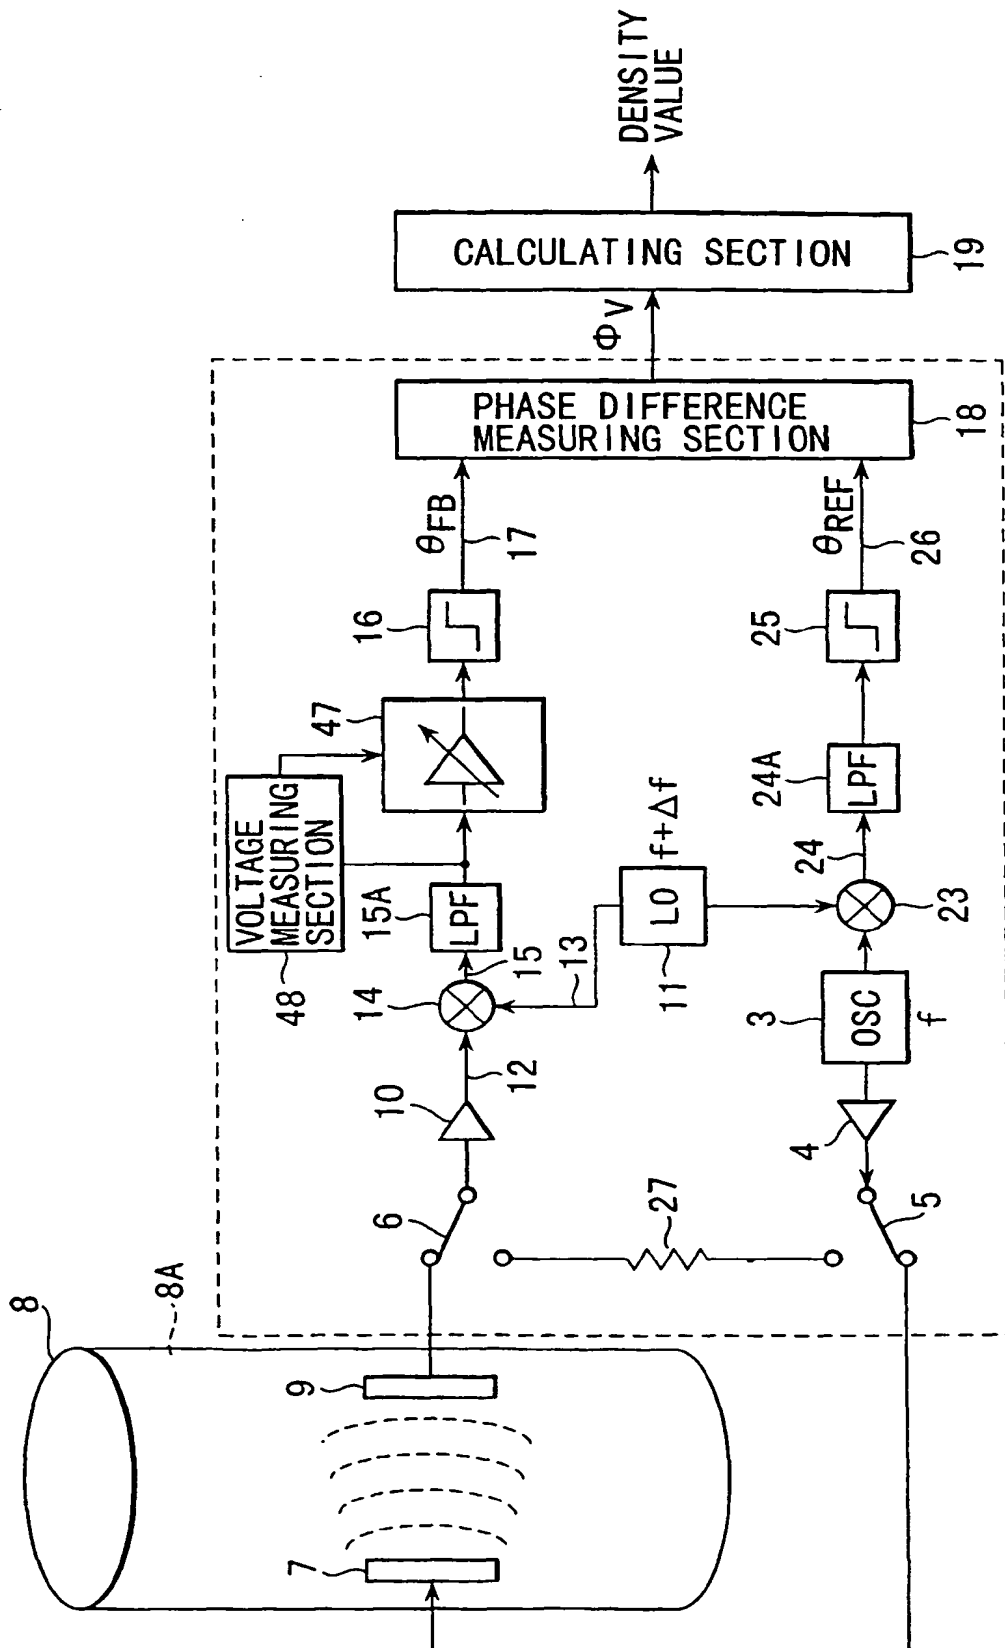 8
8A
7
9
6
10
12
14
15
15A
LPF
48
VOLTAGE
MEASURING
SECTION
47
16
θFB
17
13
11
LO
f+Δf
27
5
4
3
OSC
f
23
24
24A
LPF
25
θREF
26
PHASE DIFFERENCE
MEASURING SECTION
18
ΦV
CALCULATING SECTION
19
DENSITY
VALUE